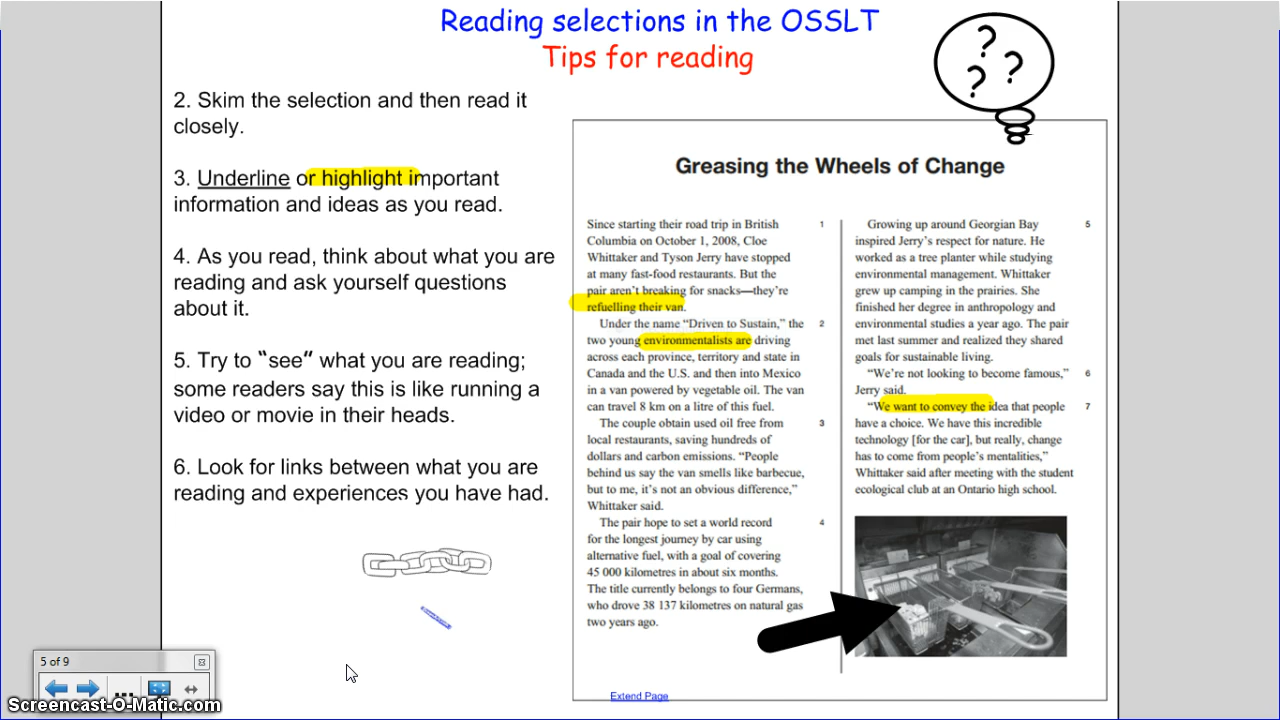 Reading selections in the OSSLT
Tips for reading
? ? ?
2. Skim the selection and then read it
closely.
3. Underline or highlight important
information and ideas as you read.
4. As you read, think about what you are
reading and ask yourself questions
about it.
5. Try to "see" what you are reading;
some readers say this is like running a
video or movie in their heads.
6. Look for links between what you are
reading and experiences you have had.
Greasing the Wheels of Change
Since starting their road trip in British 1
Columbia on October 1, 2008, Cloe
Whittaker and Tyson Jerry have stopped
at many fast-food restaurants. But the
pair aren't breaking for snacks—they're
refuelling their van.
Under the name "Driven to Sustain," the 2
two young environmentalists are driving
across each province, territory and state in
Canada and the U.S. and then into Mexico
in a van powered by vegetable oil. The van
can travel 8 km on a litre of this fuel.
The couple obtain used oil free from 3
local restaurants, saving hundreds of
dollars and carbon emissions. "People
behind us say the van smells like barbecue,
but to me, it's not an obvious difference,"
Whittaker said.
The pair hope to set a world record 4
for the longest journey by car using
alternative fuel, with a goal of covering
45 000 kilometres in about six months.
The title currently belongs to four Germans,
who drove 38 137 kilometres on natural gas
two years ago.
Growing up around Georgian Bay 5
inspired Jerry's respect for nature. He
worked as a tree planter while studying
environmental management. Whittaker
grew up camping in the prairies. She
finished her degree in anthropology and
environmental studies a year ago. The pair
met last summer and realized they shared
goals for sustainable living.
"We're not looking to become famous," 6
Jerry said.
"We want to convey the idea that people 7
have a choice. We have this incredible
technology [for the car], but really, change
has to come from people's mentalities,"
Whittaker said after meeting with the student
ecological club at an Ontario high school.
Extend Page
5 of 9
Screencast-O-Matic.com